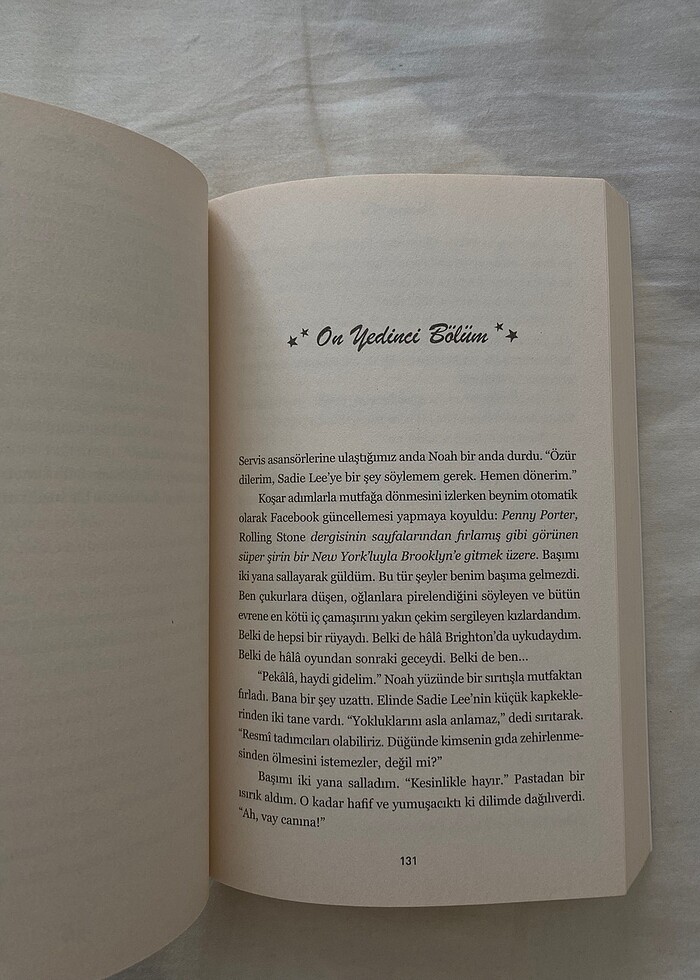 On Yedinci Bölüm
Servis asansörlerine ulaştığımız anda Noah bir anda durdu. “Özür
dilerim, Sadie Lee’ye bir şey söylemem gerek. Hemen dönerim.”
Koşar adımlarla mutfağa dönmesini izlerken beynim otomatik
olarak Facebook güncellemesi yapmaya koyuldu: Penny Porter,
Rolling Stone dergisinin sayfalarından fırlamış gibi görünen
süper şirin bir New York’luyla Brooklyn’e gitmek üzere. Başımı
iki yana sallayarak güldüm. Bu tür şeyler benim başıma gelmezdi.
Ben çukurlara düşen, oğlanlara pirelendiğini söyleyen ve bütün
evrene en kötü iç çamaşırını yakın çekim sergileyen kızlardandım.
Belki de hepsi bir rüyaydı. Belki de hâlâ Brighton’da uykudaydım.
Belki de hâlâ oyundan sonraki geceydi. Belki de ben...
“Pekâlâ, haydi gidelim.” Noah yüzünde bir sırıtışla mutfaktan
fırladı. Bana bir şey uzattı. Elinde Sadie Lee’nin küçük kapkekle-
rinden iki tane vardı. “Yokluklarını asla anlamaz,” dedi sırıtarak.
“Resmî tadımcıları olabiliriz. Düğünde kimsenin gıda zehirlenme-
sinden ölmesini istemezler, değil mi?”
Başımı iki yana salladım. “Kesinlikle hayır.” Pastadan bir
ısırık aldım. O kadar hafif ve yumuşacıktı ki dilimde dağılıverdi.
“Ah, vay canına!”
131